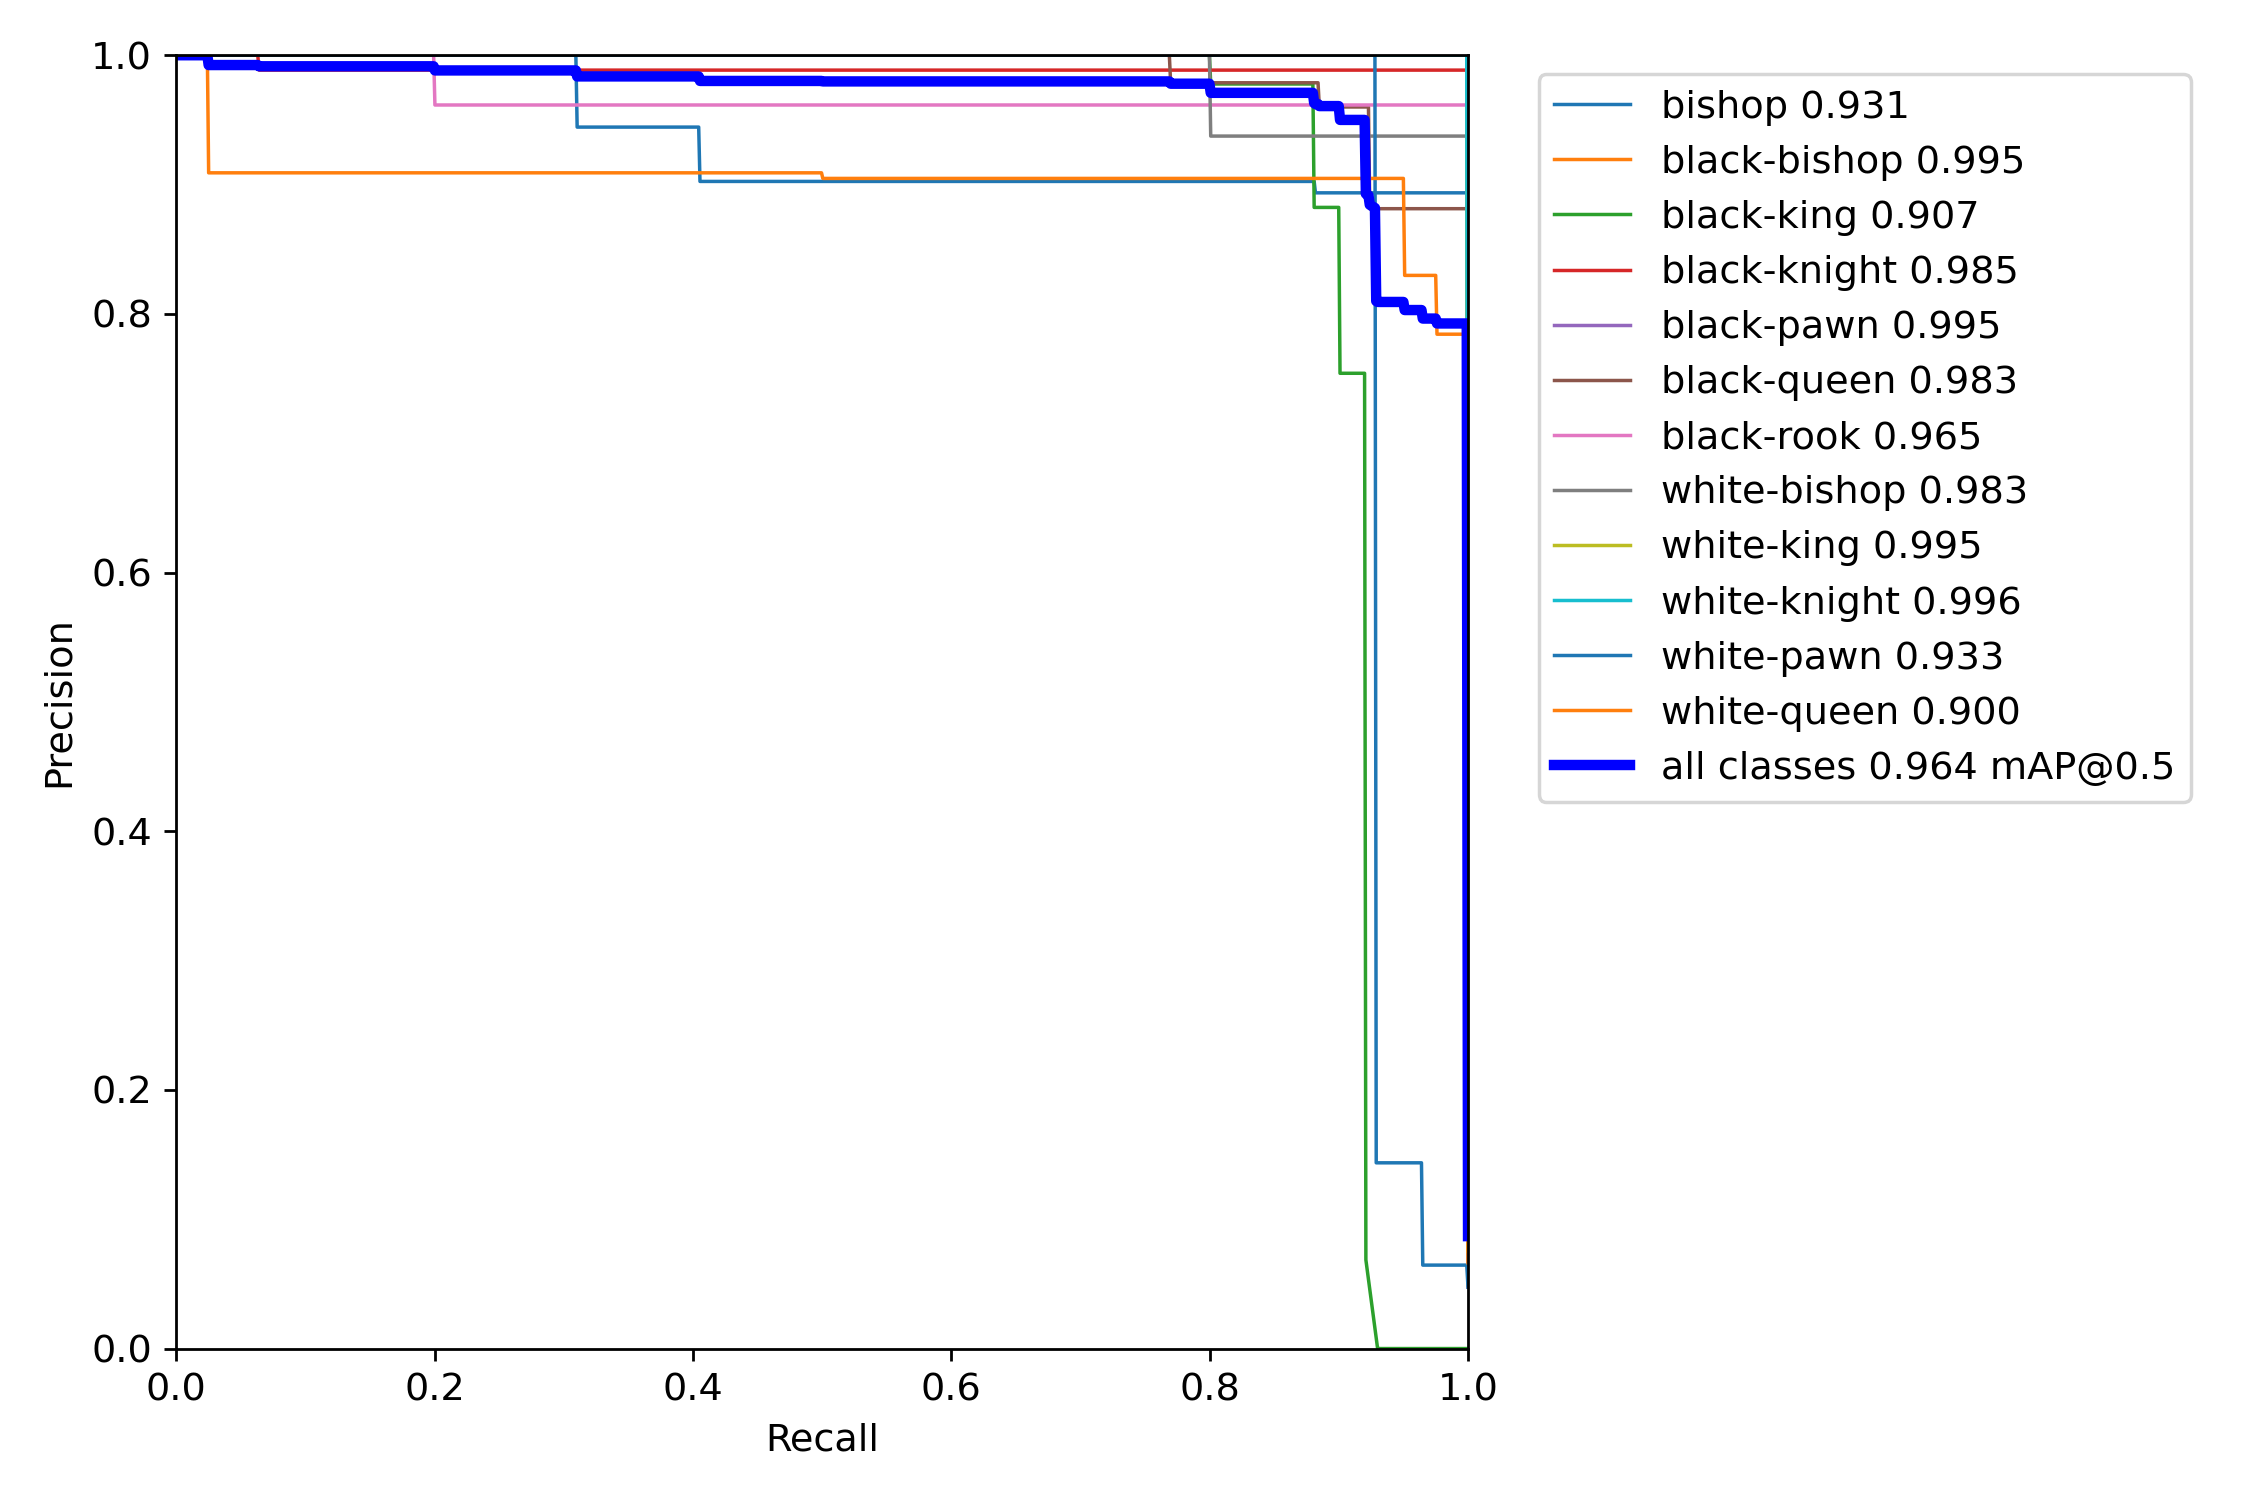 1.0
0.8
0.6
0.4
0.2
0.0
Precision
0.0 0.2 0.4 0.6 0.8 1.0
Recall
bishop 0.931
black-bishop 0.995
black-king 0.907
black-knight 0.985
black-pawn 0.995
black-queen 0.983
black-rook 0.965
white-bishop 0.983
white-king 0.995
white-knight 0.996
white-pawn 0.933
white-queen 0.900
all classes 0.964 mAP@0.5